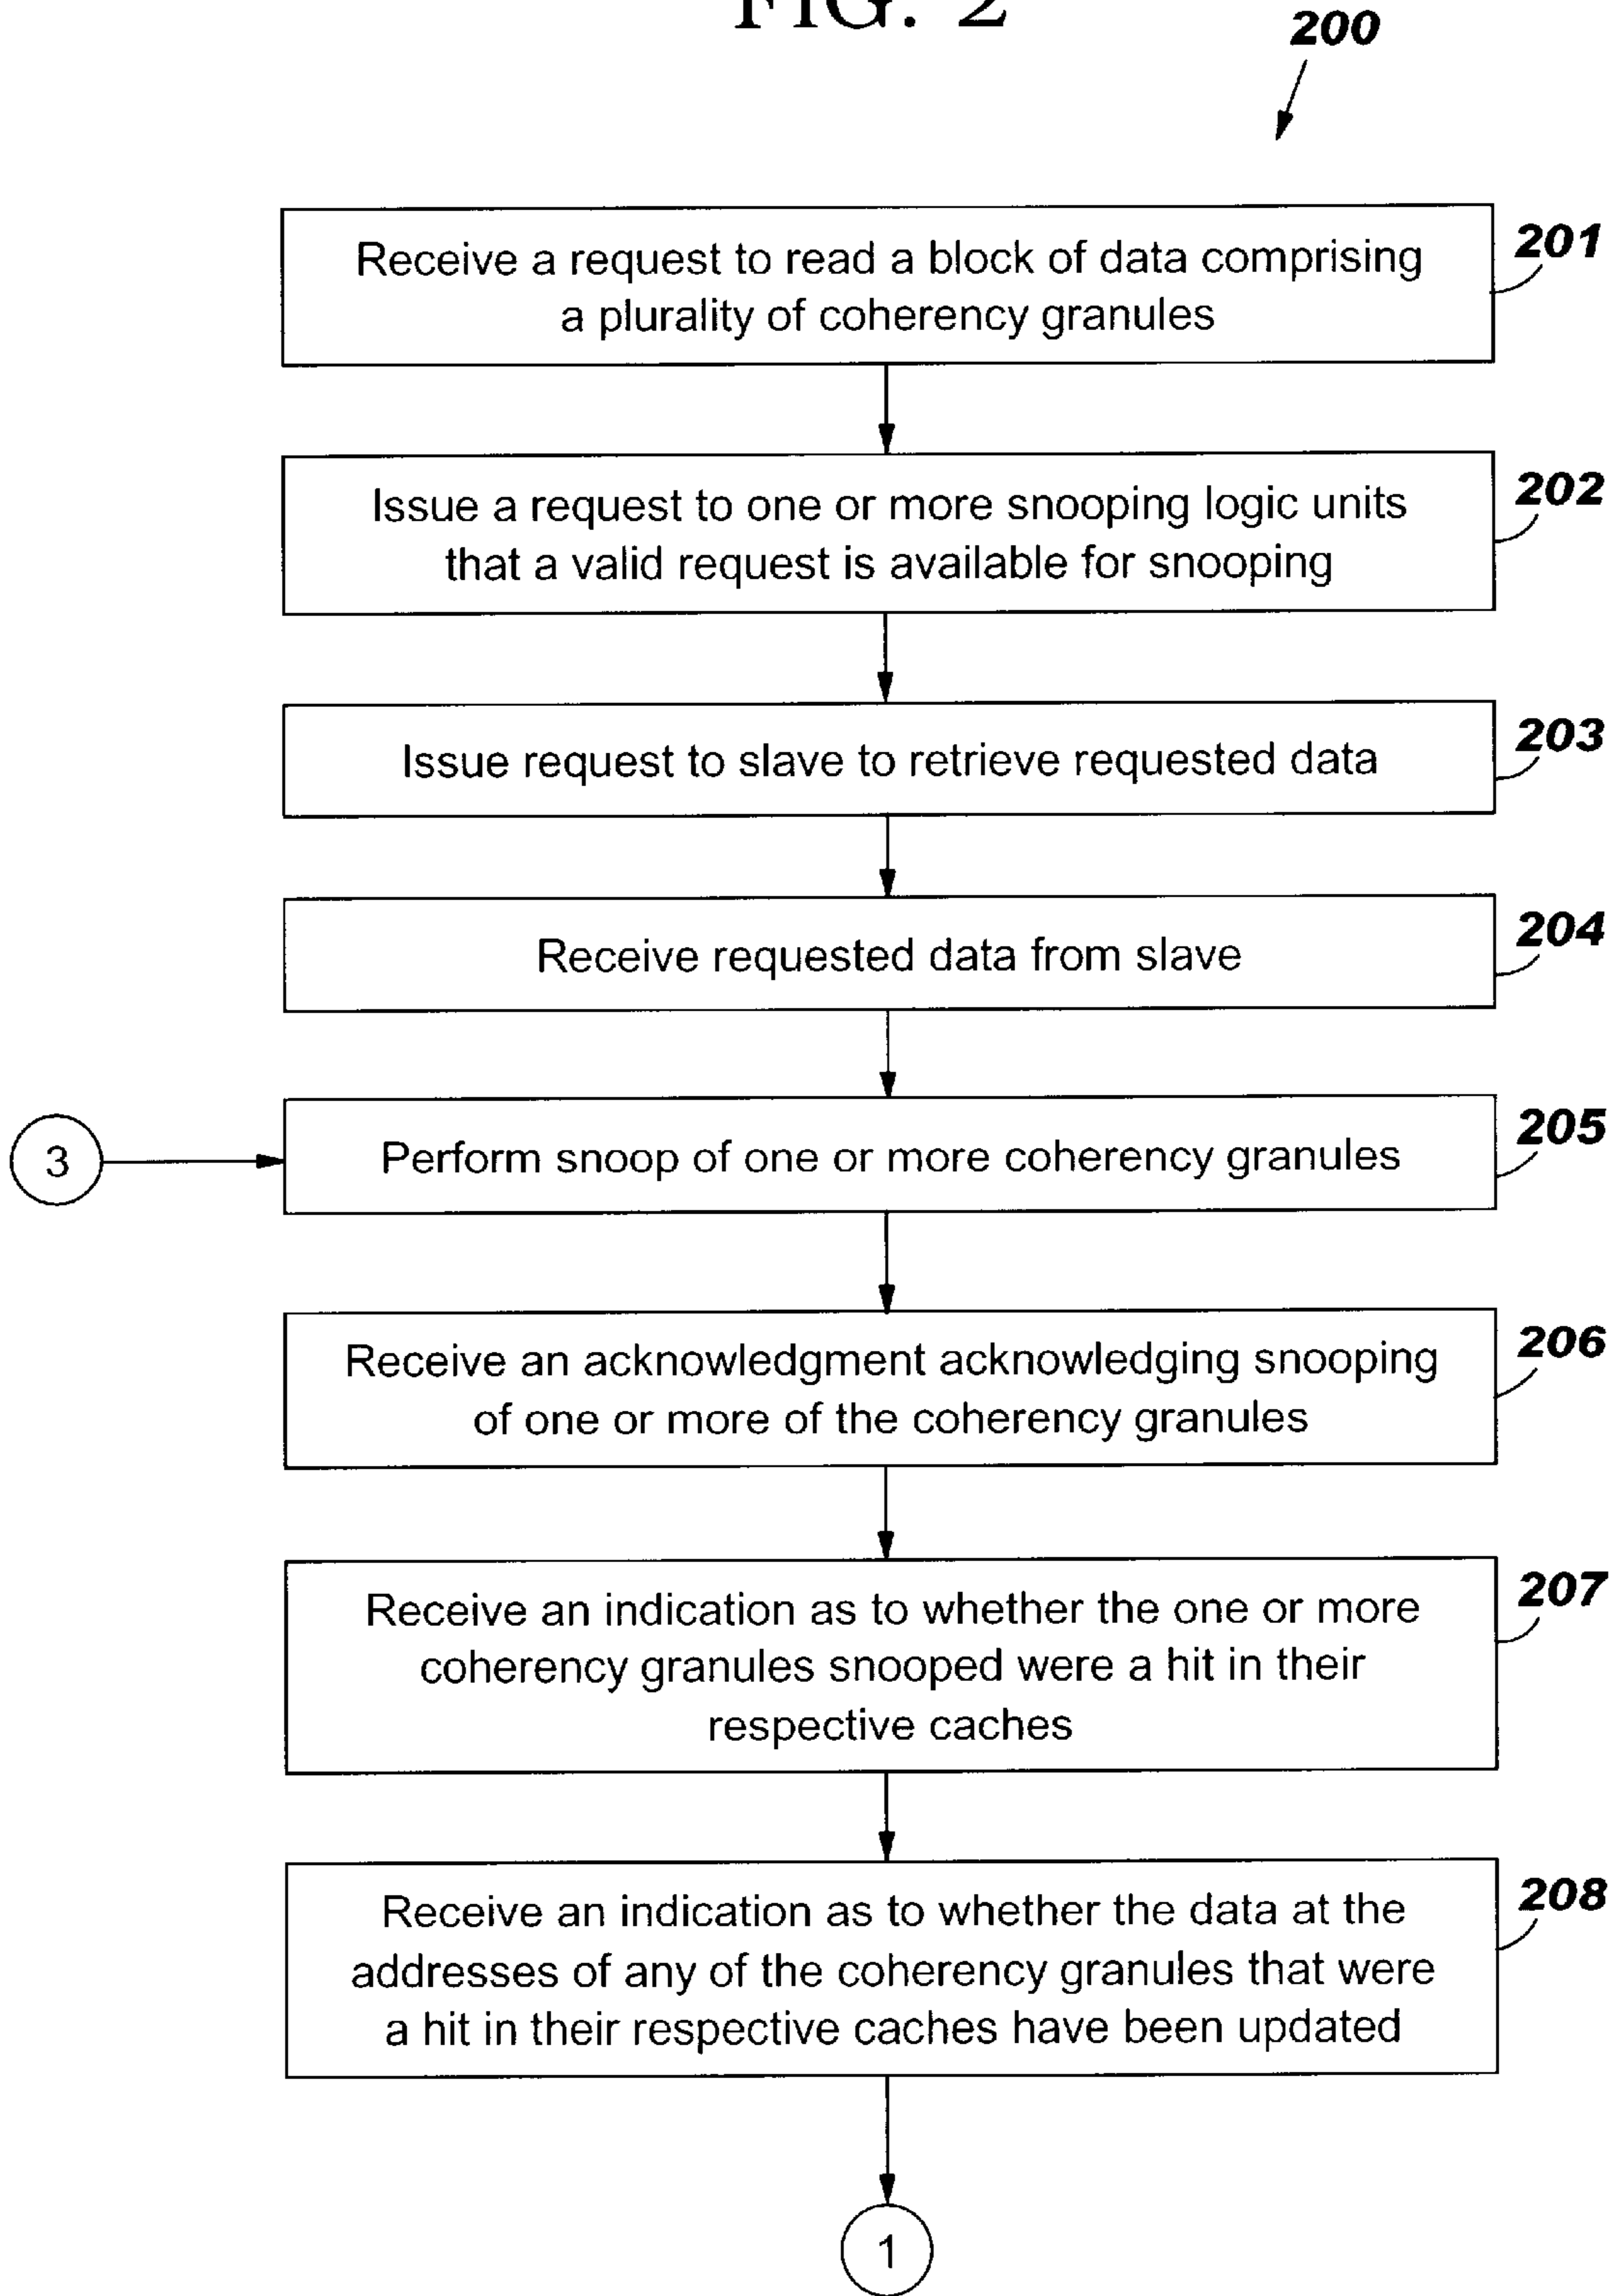 FIG. 2
200
Receive a request to read a block of data comprising
a plurality of coherency granules
201
Issue a request to one or more snooping logic units
that a valid request is available for snooping
202
Issue request to slave to retrieve requested data
203
Receive requested data from slave
204
3
Perform snoop of one or more coherency granules
205
Receive an acknowledgment acknowledging snooping
of one or more of the coherency granules
206
Receive an indication as to whether the one or more
coherency granules snooped were a hit in their
respective caches
207
Receive an indication as to whether the data at the
addresses of any of the coherency granules that were
a hit in their respective caches have been updated
208
1